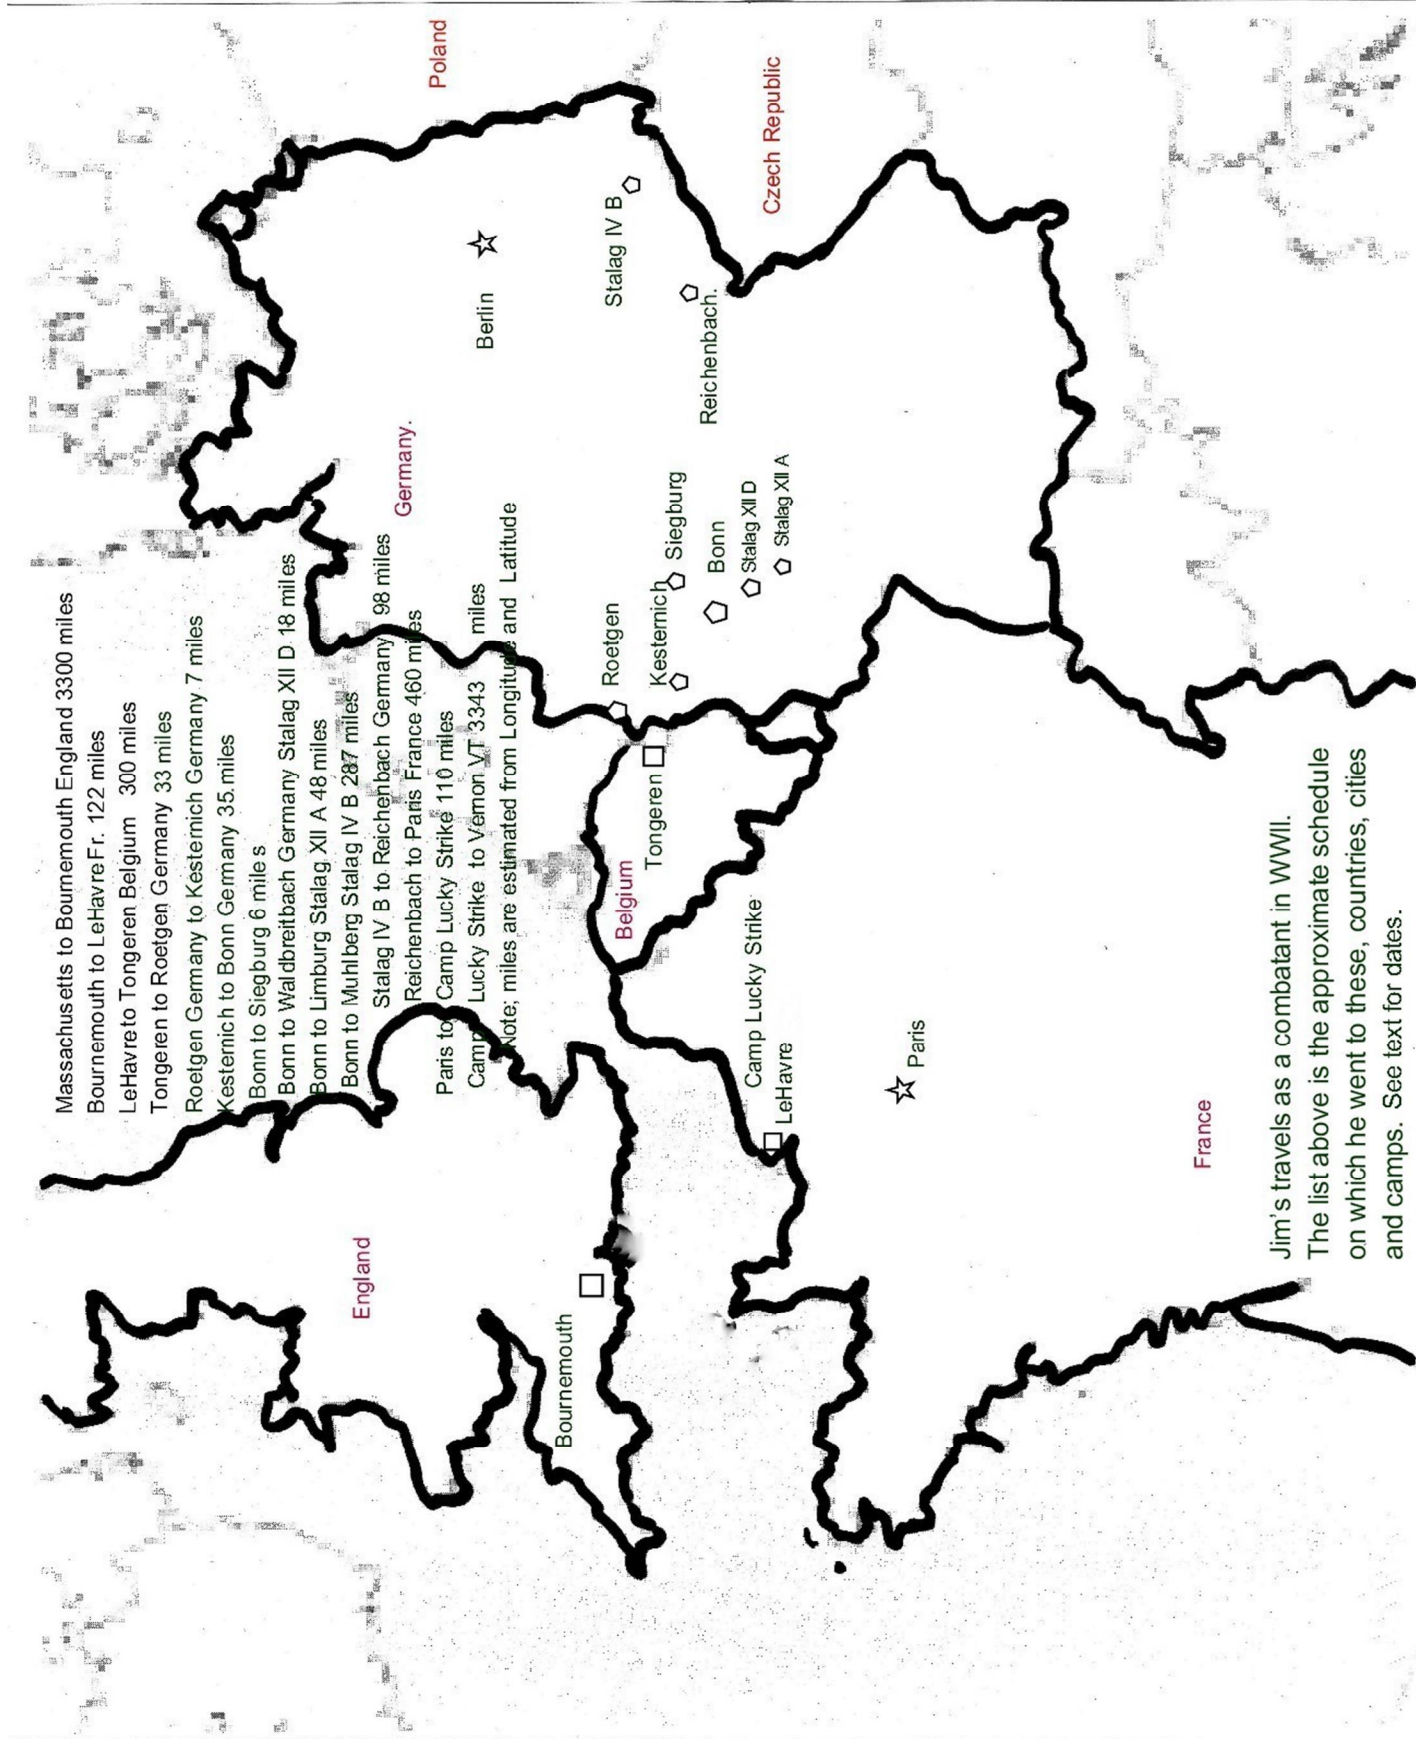 Massachusetts to Bournemouth England 3300 miles
Bournemouth to LeHavre Fr. 122 miles
LeHavre to Tongeren Belgium 300 miles
Tongeren to Roetgen Germany 33 miles
Roetgen Germany to Kesternich Germany 7 miles
Kesternich to Bonn Germany 35 miles
Bonn to Siegburg 6 miles
Bonn to Waldbreitbach Germany Stalag XII D 18 miles
Bonn to Limburg Stalag XII A 48 miles
Bonn to Muhlberg Stalag IV B 287 miles
Stalag IV B to Reichenbach Germany 98 miles
Reichenbach to Paris France 460 miles
Paris to Camp Lucky Strike 110 miles
Camp Lucky Strike to Vernon VT 3343 miles
Note; miles are estimated from Longitude and Latitude
Poland
Germany.
Berlin
England
Czech Republic
Stalag IV B
Reichenbach.
Roetgen
Kesternich
Siegburg
Bonn
Stalag XII D
Stalag XII A
Bournemouth
Belgium
Tongeren
Camp Lucky Strike
LeHavre
Paris
France
Jim's travels as a combatant in WWII.
The list above is the approximate schedule
on which he went to these, countries, cities
and camps. See text for dates.